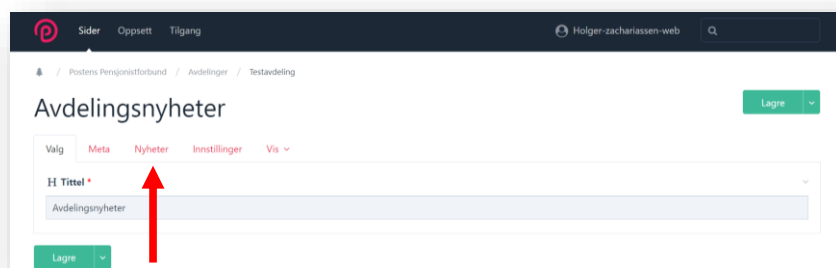 Sider Oppsett Tilgang Holger-zachariassen-web
/ Postens Pensjonistforbund / Avdelinger / Testavdeling
Avdelingsnyheter
Lagre
Valg Meta Nyheter Innstillinger Vis
H Tittel *
Avdelingsnyheter
Lagre